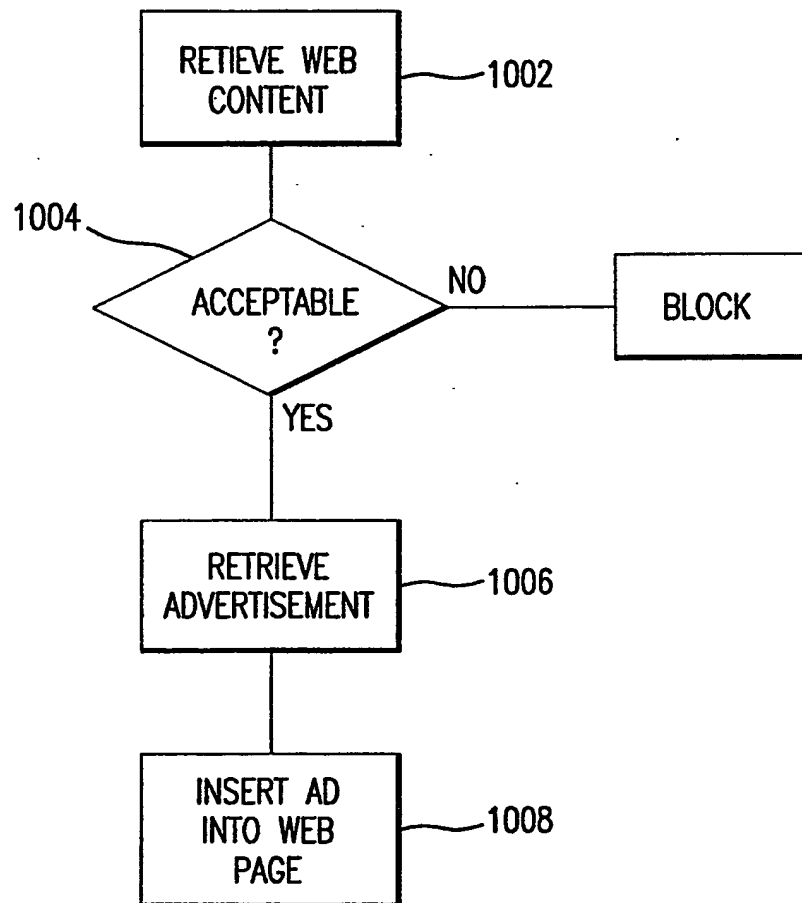 RETIEVE WEB
CONTENT
1002
1004
ACCEPTABLE
?
NO
BLOCK
YES
RETRIEVE
ADVERTISEMENT
1006
INSERT AD
INTO WEB
PAGE
1008